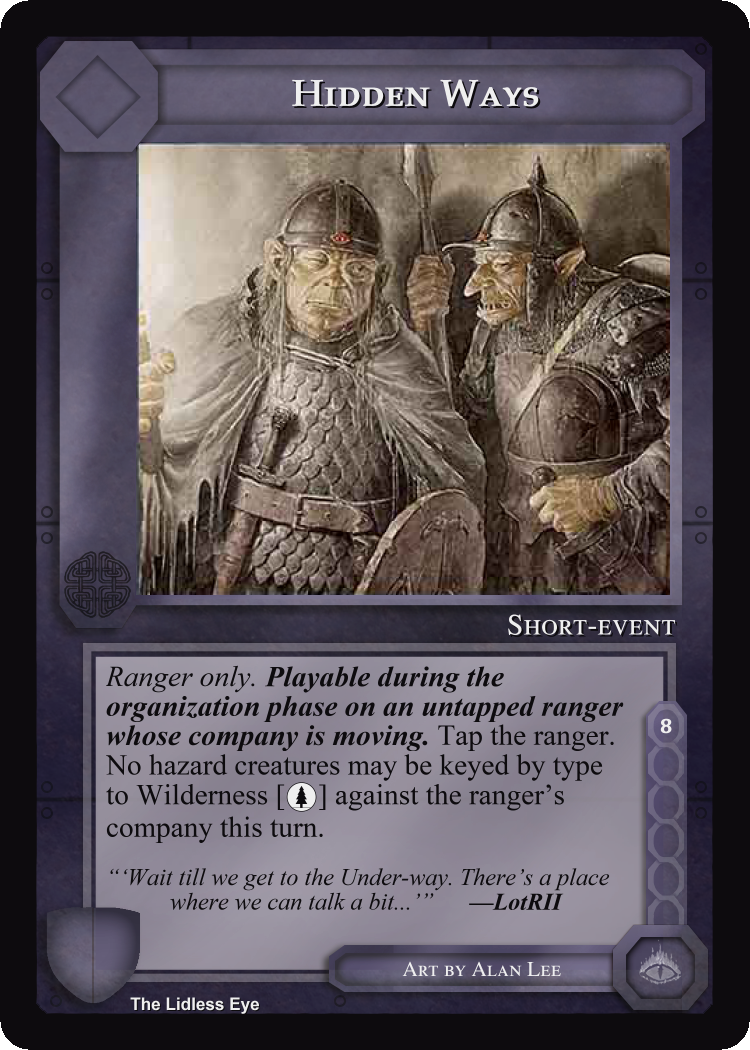 Hidden Ways
Short-event
Ranger only. Playable during the
organization phase on an untapped ranger
whose company is moving. Tap the ranger.
No hazard creatures may be keyed by type
to Wilderness [ ] against the ranger’s
company this turn.
8
“‘Wait till we get to the Under-way. There’s a place
where we can talk a bit...’” —LotRII
Art by Alan Lee
The Lidless Eye